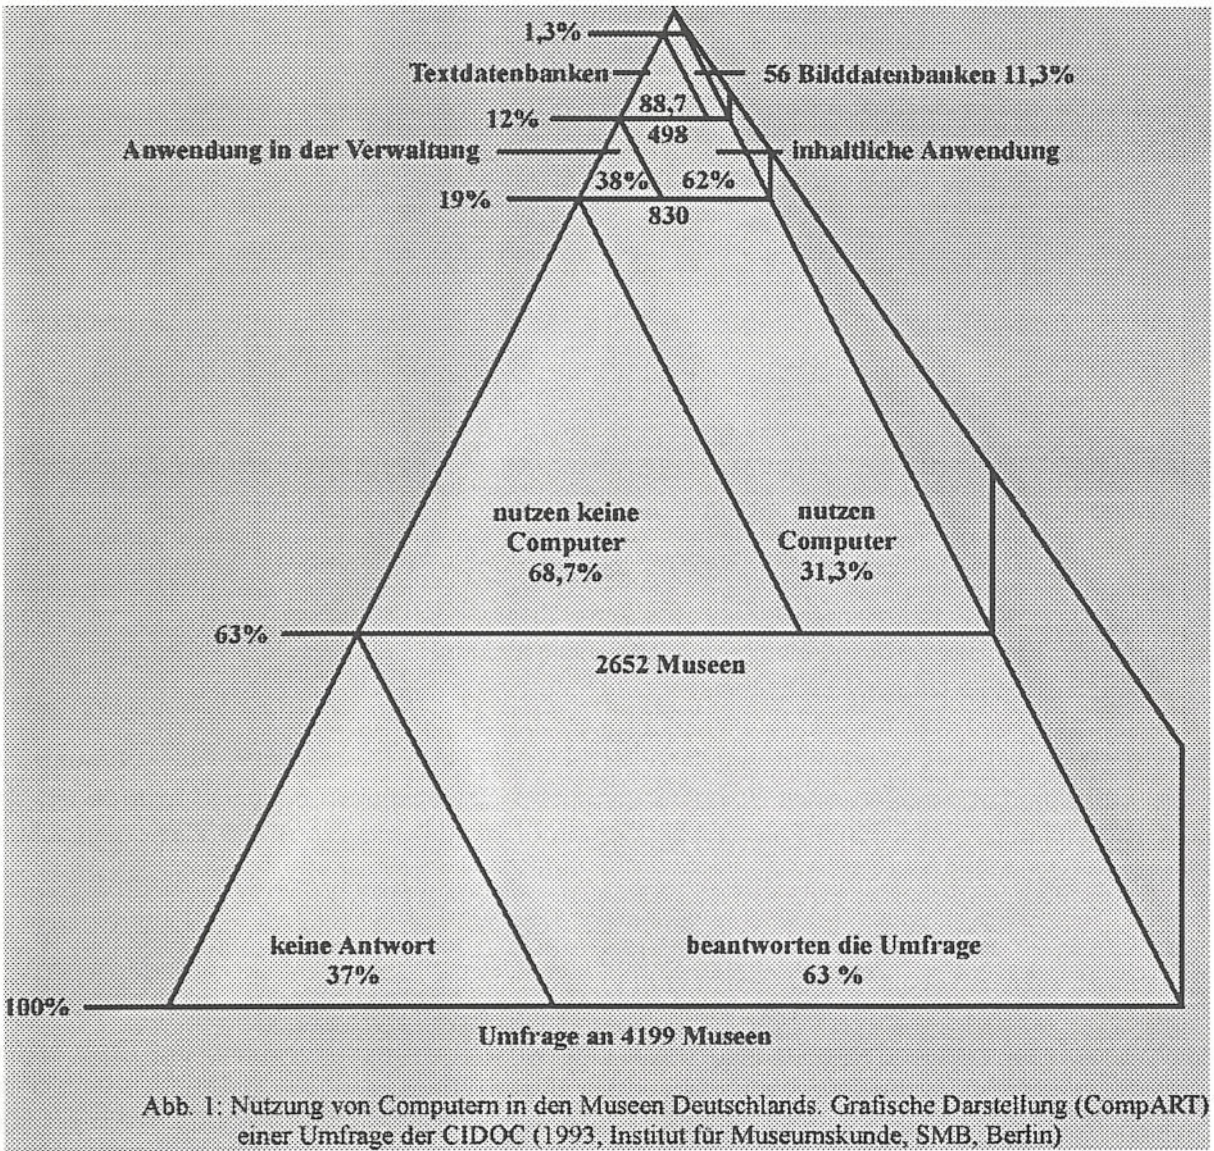 1,3%
Textdatenbanken
56 Bilddatenbanken 11,3%
88,7
12%
498
Anwendung in der Verwaltung
inhaltliche Anwendung
38%
62%
19%
830
nutzen keine
Computer
68,7%
nutzen
Computer
31,3%
63%
2652 Museen
keine Antwort
37%
beantworten die Umfrage
63 %
100%
Umfrage an 4199 Museen
Abb. 1: Nutzung von Computern in den Museen Deutschlands. Grafische Darstellung (CompART)
einer Umfrage der CIDOC (1993, Institut für Museumskunde, SMB, Berlin)